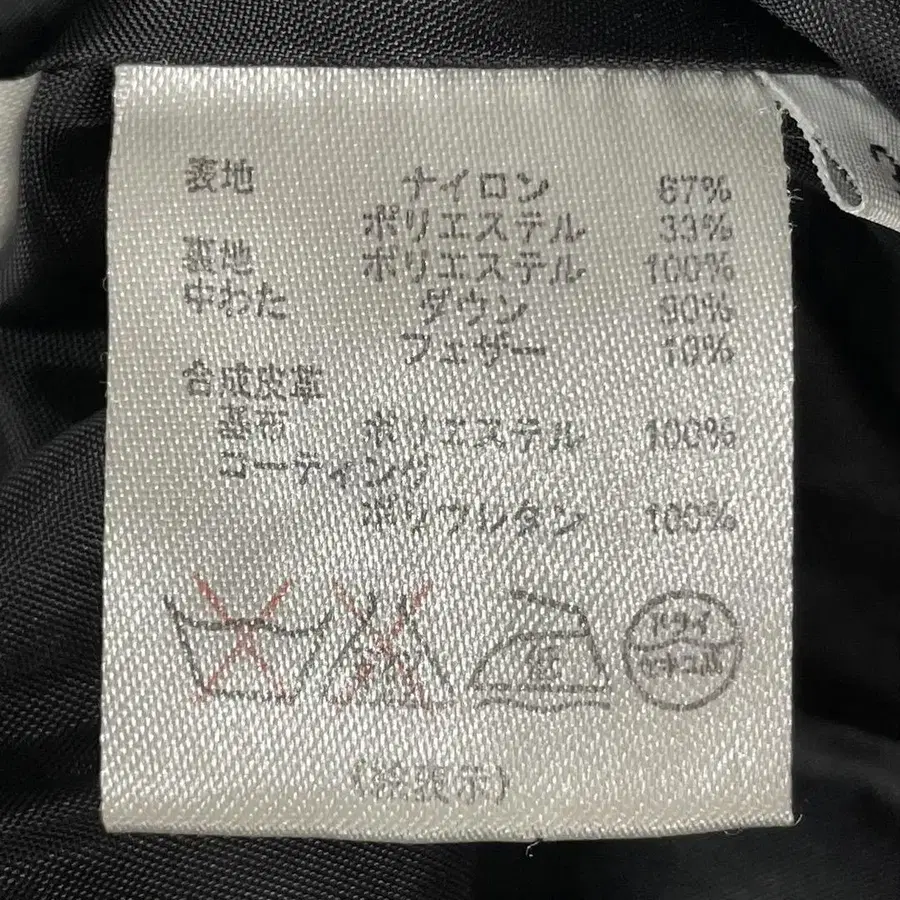 表地 ナイロン 67%
ポリエステル 33%
裏地 ポリエステル 100%
中わた ダウン 90%
フェザー 10%
合成皮革
基布 ポリエステル 100%
コーティング
ポリウレタン 100%
低
ドライ
セキユ系